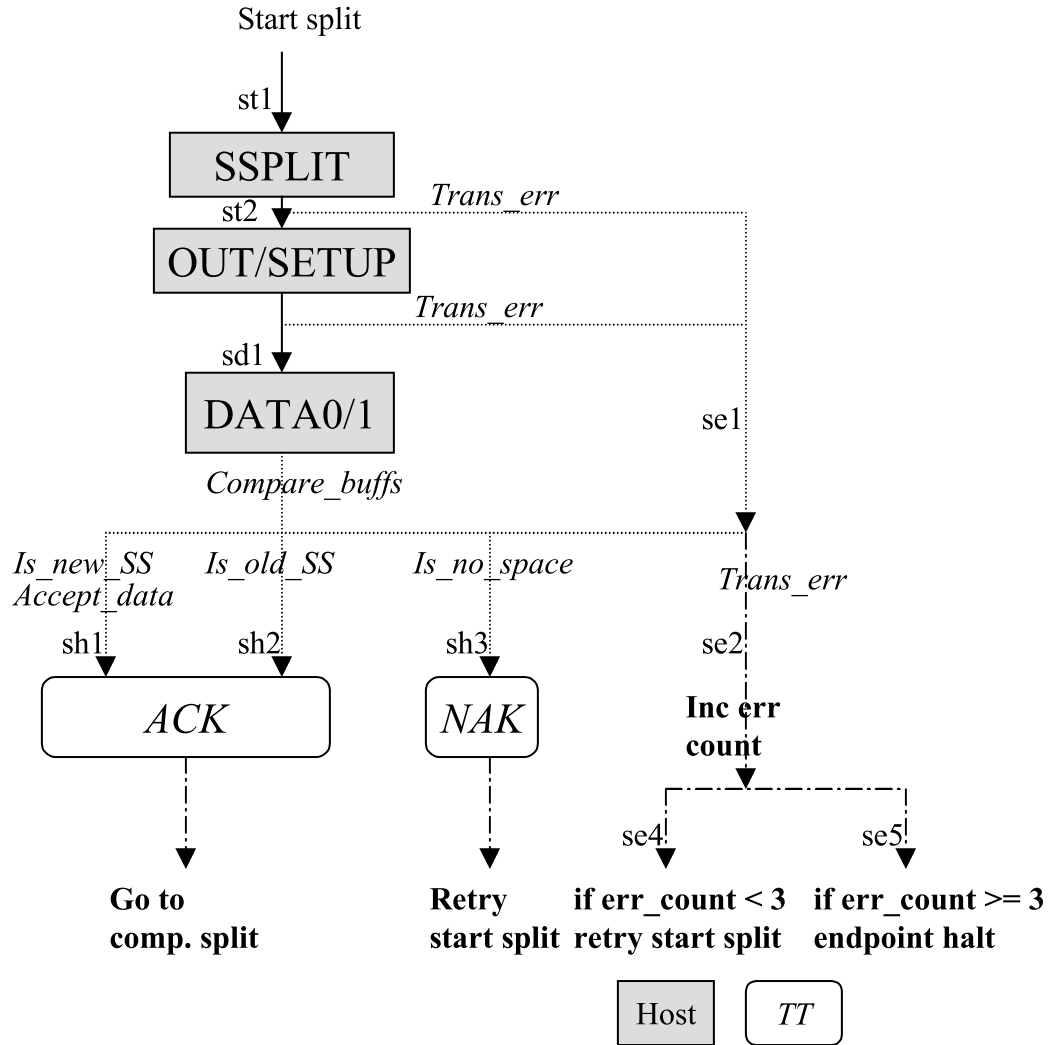 Start split
st1
SSPLIT
Trans_err
st2
OUT/SETUP
Trans_err
sd1
DATA0/1
se1
Compare_buffs
Is_new_SS
Accept_data
Is_old_SS
Is_no_space
Trans_err
sh1
sh2
sh3
se2
ACK
NAK
Inc err
count
se4
se5
Go to
comp. split
Retry
start split
if err_count < 3
retry start split
if err_count >= 3
endpoint halt
Host
TT